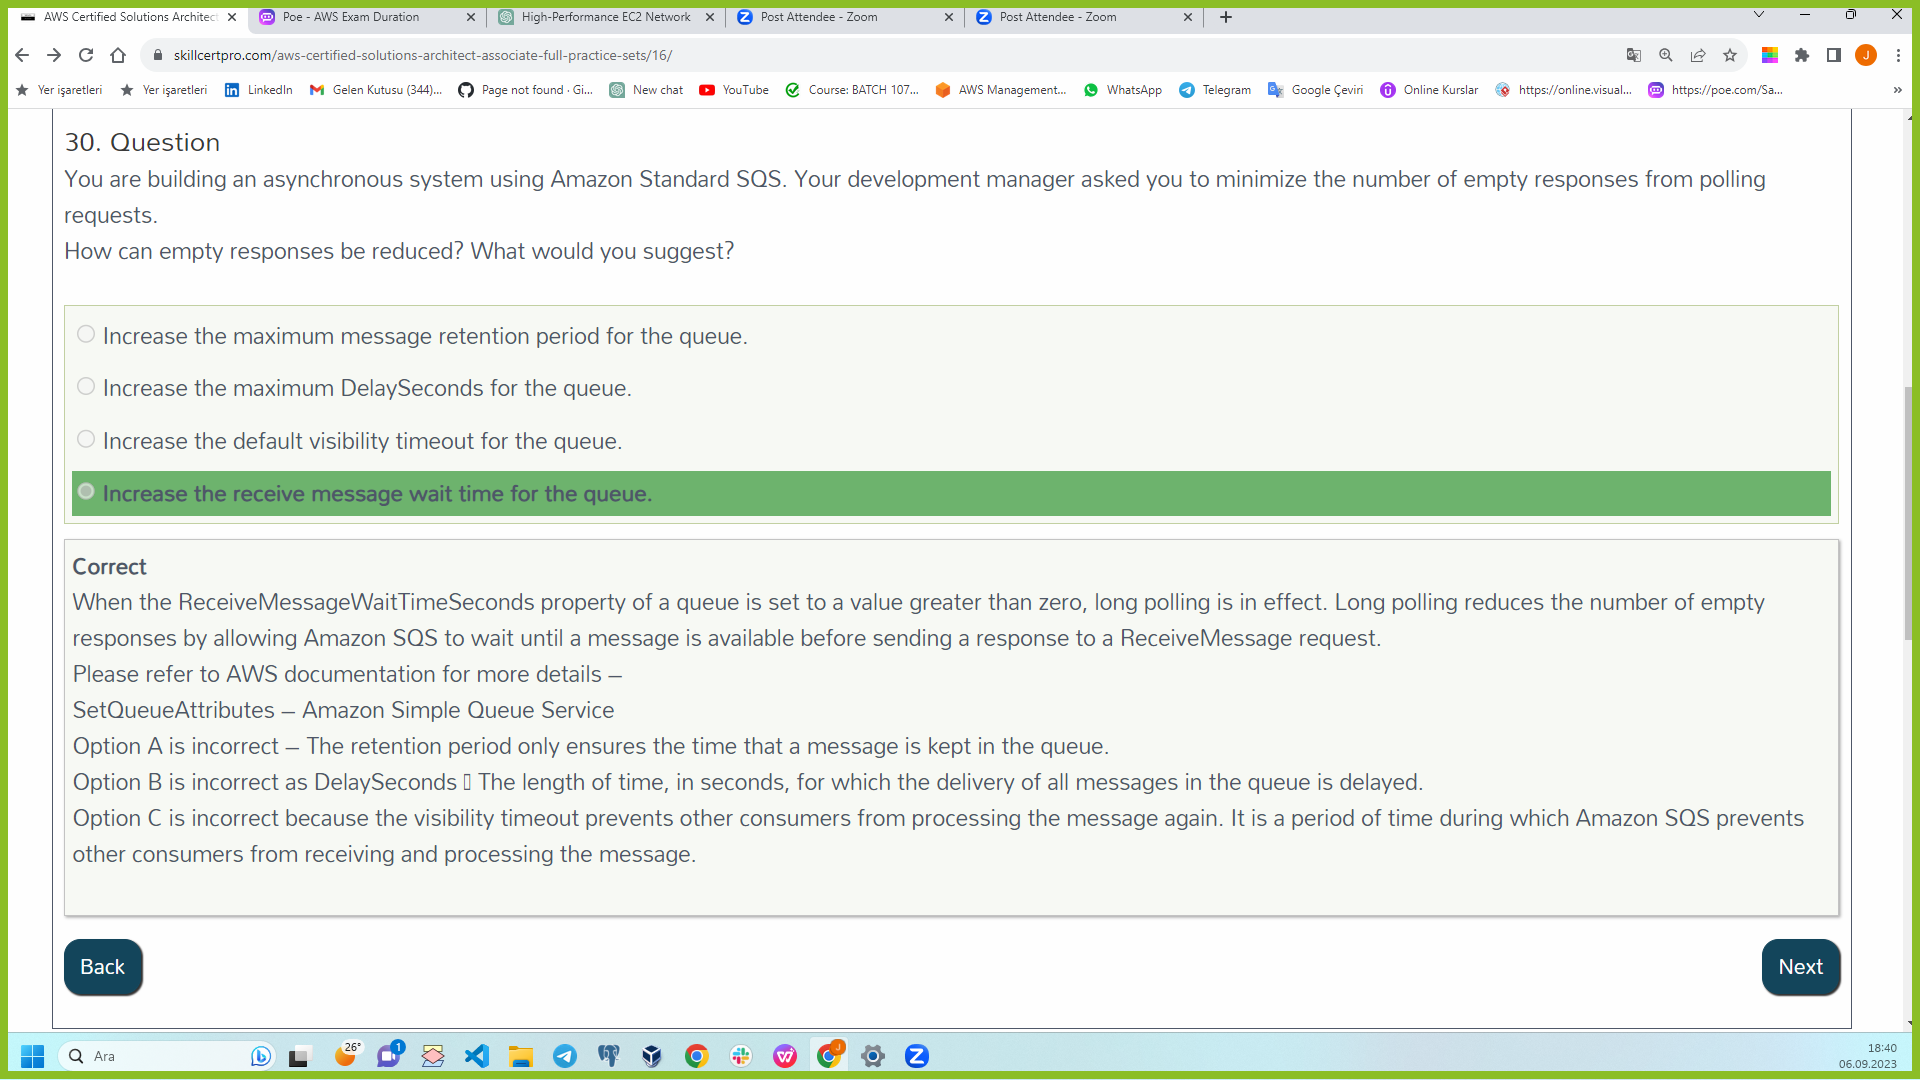 AWS Certified Solutions Architect
Poe - AWS Exam Duration
High-Performance EC2 Network
Post Attendee - Zoom
Post Attendee - Zoom
skillcertpro.com/aws-certified-solutions-architect-associate-full-practice-sets/16/
J
Yer işaretleri
Yer işaretleri
LinkedIn
Gelen Kutusu (344)...
Page not found · Gi...
New chat
YouTube
Course: BATCH 107...
AWS Management...
WhatsApp
Telegram
Google Çeviri
Online Kurslar
https://online.visual...
https://poe.com/Sa...
30. Question
You are building an asynchronous system using Amazon Standard SQS. Your development manager asked you to minimize the number of empty responses from polling
requests.
How can empty responses be reduced? What would you suggest?
Increase the maximum message retention period for the queue.
Increase the maximum DelaySeconds for the queue.
Increase the default visibility timeout for the queue.
Increase the receive message wait time for the queue.
Correct
When the ReceiveMessageWaitTimeSeconds property of a queue is set to a value greater than zero, long polling is in effect. Long polling reduces the number of empty
responses by allowing Amazon SQS to wait until a message is available before sending a response to a ReceiveMessage request.
Please refer to AWS documentation for more details –
SetQueueAttributes – Amazon Simple Queue Service
Option A is incorrect – The retention period only ensures the time that a message is kept in the queue.
Option B is incorrect as DelaySeconds  The length of time, in seconds, for which the delivery of all messages in the queue is delayed.
Option C is incorrect because the visibility timeout prevents other consumers from processing the message again. It is a period of time during which Amazon SQS prevents
other consumers from receiving and processing the message.
Back
Next
Ara
26°
1
J
18:40
06.09.2023